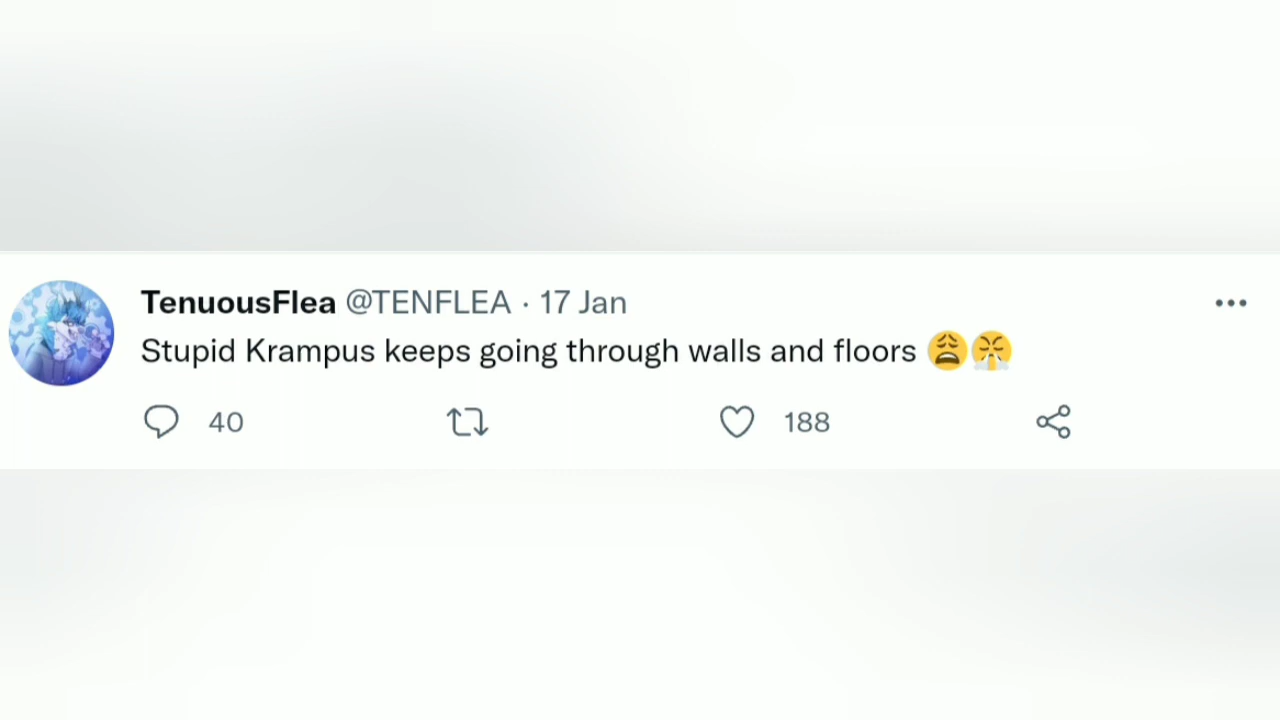 TenuousFlea @TENFLEA · 17 Jan
Stupid Krampus keeps going through walls and floors 😩😤
40 188